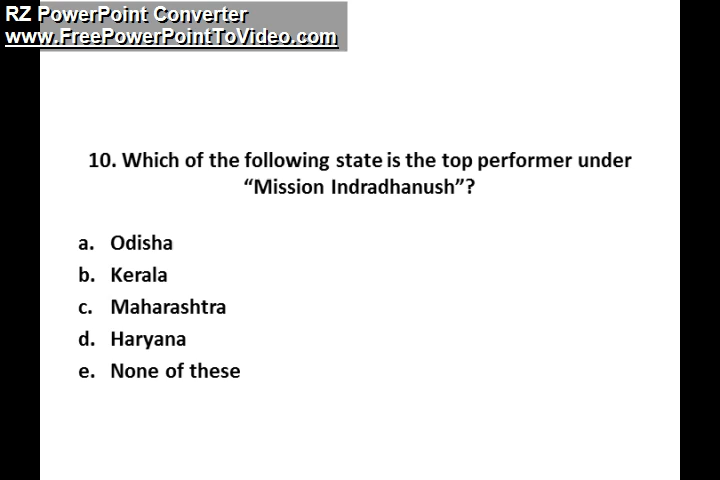 RZ PowerPoint Converter
www.FreePowerPointToVideo.com
10. Which of the following state is the top performer under
“Mission Indradhanush”?
a. Odisha
b. Kerala
c. Maharashtra
d. Haryana
e. None of these